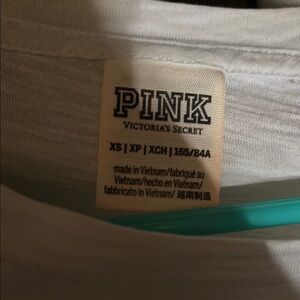 PINK
VICTORIA'S SECRET
XS | XP | XCH | 165/84A
made in Vietnam/fabriqué au
Vietnam/hecho en Vietnam/
fabbricato in Vietnam/ 越南制造